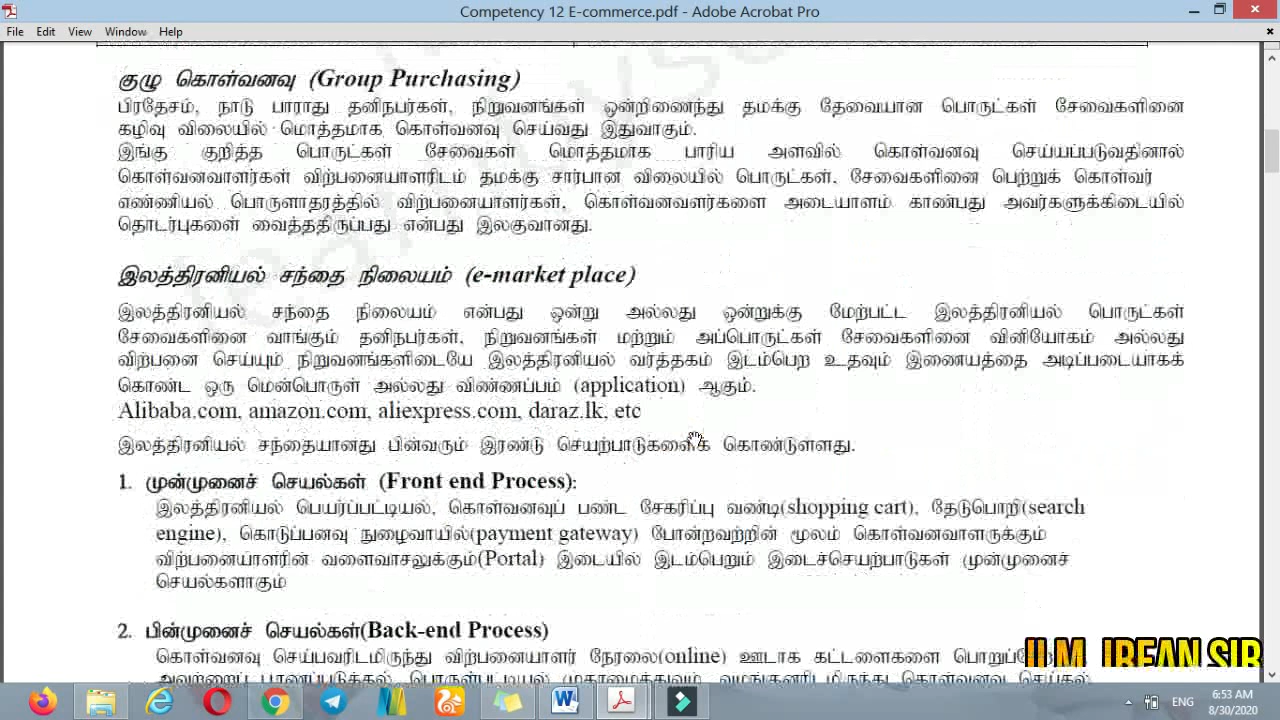 Competency 12 E-commerce.pdf - Adobe Acrobat Pro
File Edit View Window Help
குழு கொள்வனவு (Group Purchasing)
பிரதேசம், நாடு பாராது தனிநபர்கள், நிறுவனங்கள் ஒன்றிணைந்து தமக்கு தேவையான பொருட்கள் சேவைகளினை
கழிவு விலையில் மொத்தமாக கொள்வனவு செய்வது இதுவாகும்.
இங்கு குறித்த பொருட்கள் சேவைகள் மொத்தமாக பாரிய அளவில் கொள்வனவு செய்யப்படுவதினால்
கொள்வனவாளர்கள் விற்பனையாளரிடம் தமக்கு சார்பான விலையில் பொருட்கள், சேவைகளினை பெற்றுக் கொள்வர்
எண்ணியல் பொருளாதரத்தில் விற்பனையாளர்கள், கொள்வனவளர்களை அடையாளம் காண்பது அவர்களுக்கிடையில்
தொடர்புகளை வைத்ததிருப்பது என்பது இலகுவானது.
இலத்திரனியல் சந்தை நிலையம் (e-market place)
இலத்திரனியல் சந்தை நிலையம் என்பது ஒன்று அல்லது ஒன்றுக்கு மேற்பட்ட இலத்திரனியல் பொருட்கள்
சேவைகளினை வாங்கும் தனிநபர்கள், நிறுவனங்கள் மற்றும் அப்பொருட்கள் சேவைகளினை வினியோகம் அல்லது
விற்பனை செய்யும் நிறுவனங்களிடையே இலத்திரனியல் வர்த்தகம் இடம்பெற உதவும் இணையத்தை அடிப்படையாகக்
கொண்ட ஒரு மென்பொருள் அல்லது விண்ணப்பம் (application) ஆகும்.
Alibaba.com, amazon.com, aliexpress.com, daraz.lk, etc
இலத்திரனியல் சந்தையானது பின்வரும் இரண்டு செயற்பாடுகளைக் கொண்டுள்ளது.
1. முன்முனைச் செயல்கள் (Front end Process):
இலத்திரனியல் பெயர்ப்பட்டியல், கொள்வனவுப் பண்ட சேகரிப்பு வண்டி(shopping cart), தேடுபொறி(search
engine), கொடுப்பனவு நுழைவாயில்(payment gateway) போன்றவற்றின் மூலம் கொள்வனவாளருக்கும்
விற்பனையாளரின் வளைவாசலுக்கும்(Portal) இடையில் இடம்பெறும் இடைச்செயற்பாடுகள் முன்முனைச்
செயல்களாகும்
2. பின்முனைச் செயல்கள்(Back-end Process)
கொள்வனவு செய்பவரிடமிருந்து விற்பனையாளர் நேரலை(online) ஊடாக கட்டளைகளை
ILM IRFAN SIR
ENG
6:53 AM
8/30/2020